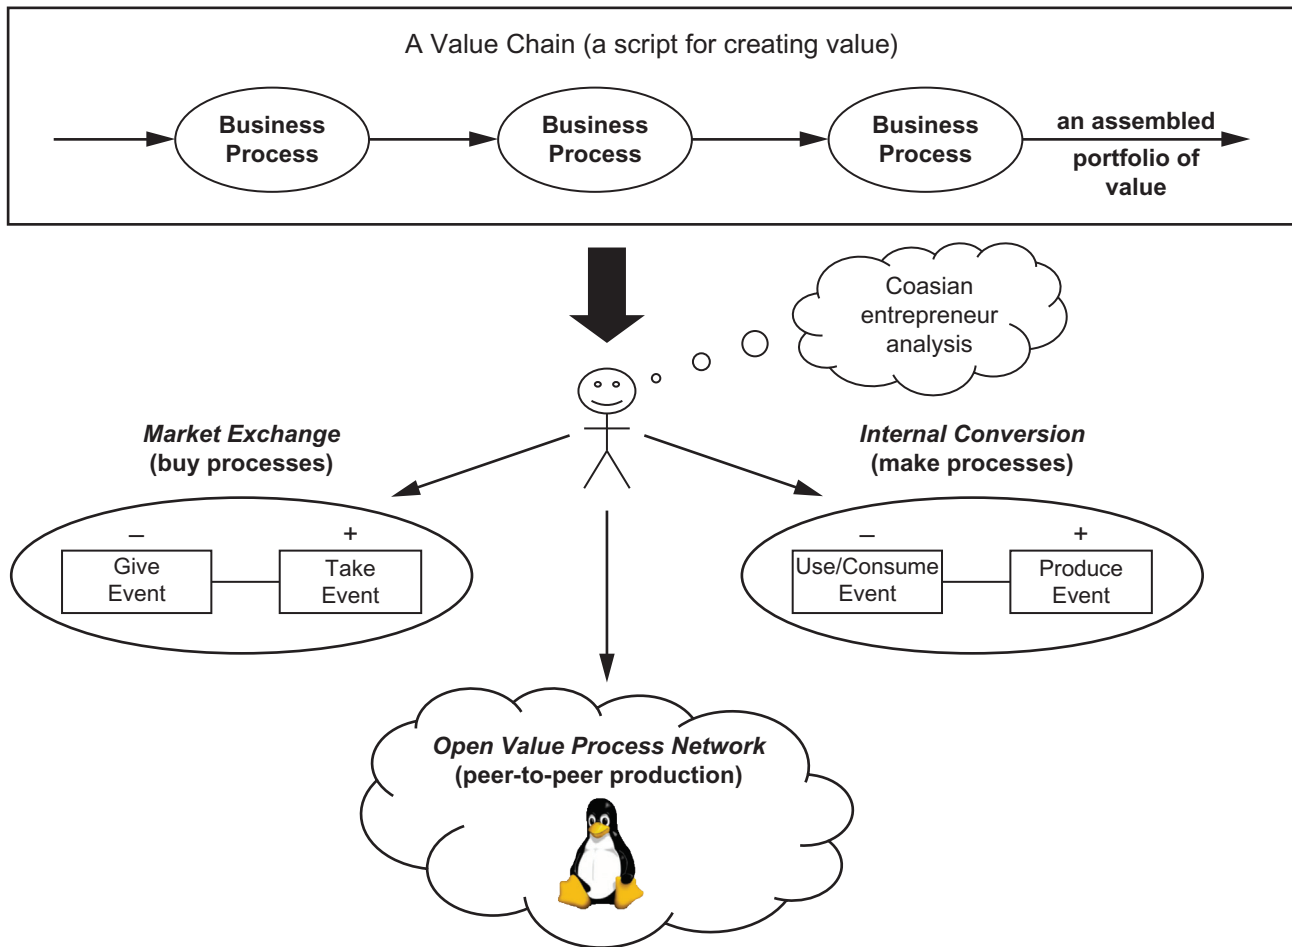 A Value Chain (a script for creating value)
Business
Process
Business
Process
Business
Process
an assembled
portfolio of
value
Coasian
entrepreneur
analysis
Market Exchange
(buy processes)
Internal Conversion
(make processes)
– +
Give
Event
Take
Event
– +
Use/Consume
Event
Produce
Event
Open Value Process Network
(peer-to-peer production)